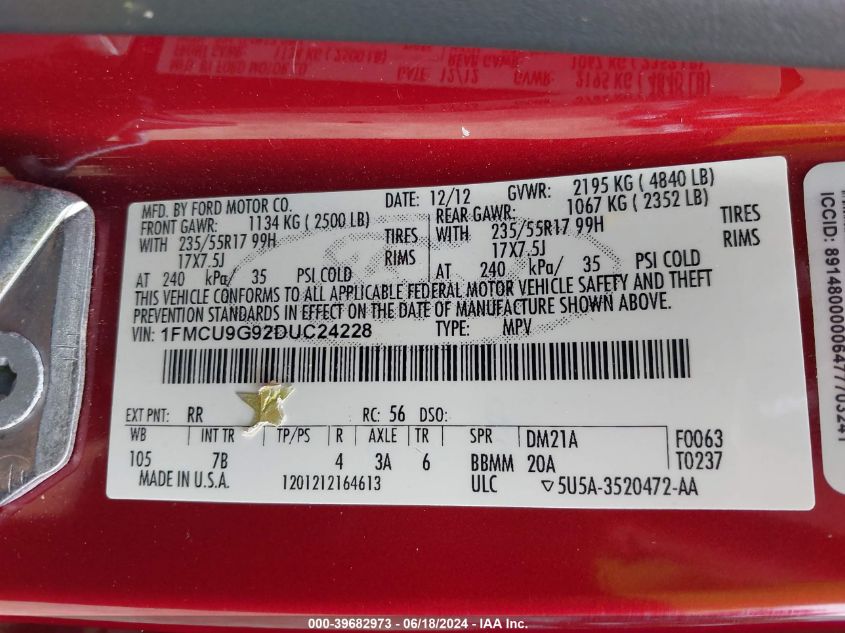 MFD. BY FORD MOTOR CO.
DATE: 12/12 GVWR: 2195 KG ( 4840 LB)
FRONT GAWR: 1134 KG ( 2500 LB) REAR GAWR: 1067 KG ( 2352 LB)
WITH 235/55R17 99H TIRES WITH 235/55R17 99H TIRES
17X7.5J RIMS 17X7.5J RIMS
AT 240 kPa/ 35 PSI COLD AT 240 kPa/ 35 PSI COLD
THIS VEHICLE CONFORMS TO ALL APPLICABLE FEDERAL MOTOR VEHICLE SAFETY AND THEFT
PREVENTION STANDARDS IN EFFECT ON THE DATE OF MANUFACTURE SHOWN ABOVE.
VIN: 1FMCU9G92DUC24228 TYPE: MPV
EXT PNT: RR RC: 56 DSO:
WB INT TR TP/PS R AXLE TR SPR DM21A F0063
105 7B 4 3A 6 BBMM 20A T0237
MADE IN U.S.A. 1201212164613 ULC 5U5A-3520472-AA
ICCID: 89148000006477703241
000-39682973 - 06/18/2024 - IAA Inc.